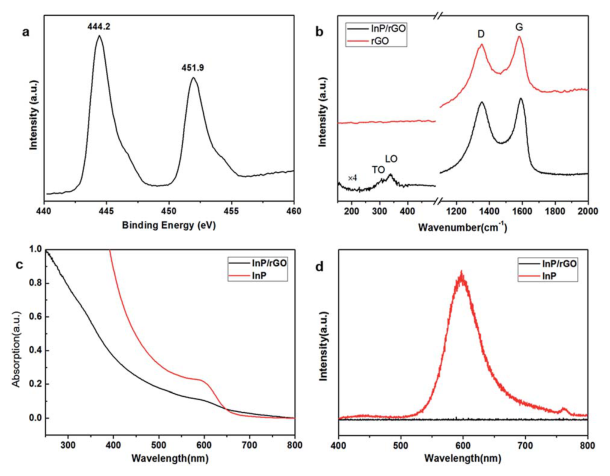 a
444.2
451.9
Intensity (a.u.)
440 445 450 455 460
Binding Energy (eV)
b
InP/rGO
rGO
D G
LO
TO
×4
Intensity (a.u.)
200 300 400 1200 1400 1600 1800 2000
Wavenumber(cm-1)
c
InP/rGO
InP
1.0
0.8
0.6
0.4
0.2
0.0
Absorption(a.u.)
300 400 500 600 700 800
Wavelength(nm)
d
InP/rGO
InP
Intensity(a.u.)
400 500 600 700 800
Wavelength(nm)